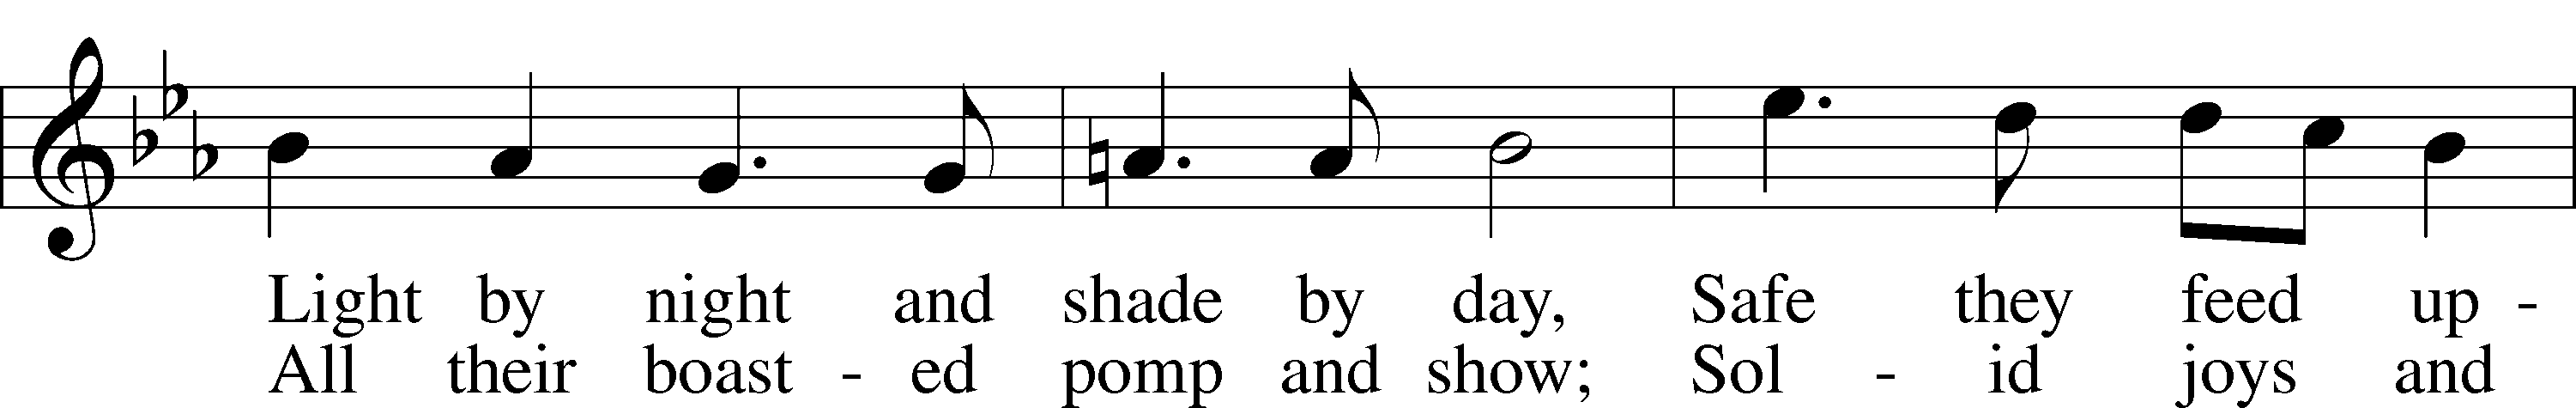 Light by night and shade by day, Safe they feed up -
All their boast - ed pomp and show; Sol - id joys and